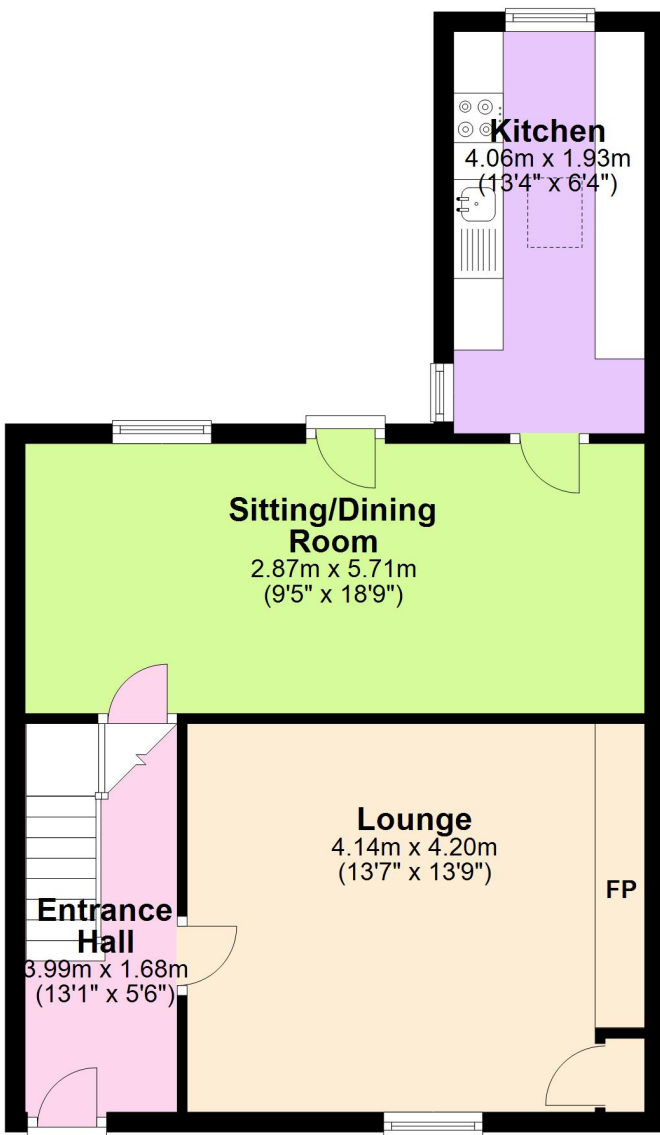 Kitchen
4.06m x 1.93m
(13'4" x 6'4")
Sitting/Dining
Room
2.87m x 5.71m
(9'5" x 18'9")
Lounge
4.14m x 4.20m
(13'7" x 13'9")
FP
Entrance
Hall
3.99m x 1.68m
(13'1" x 5'6")